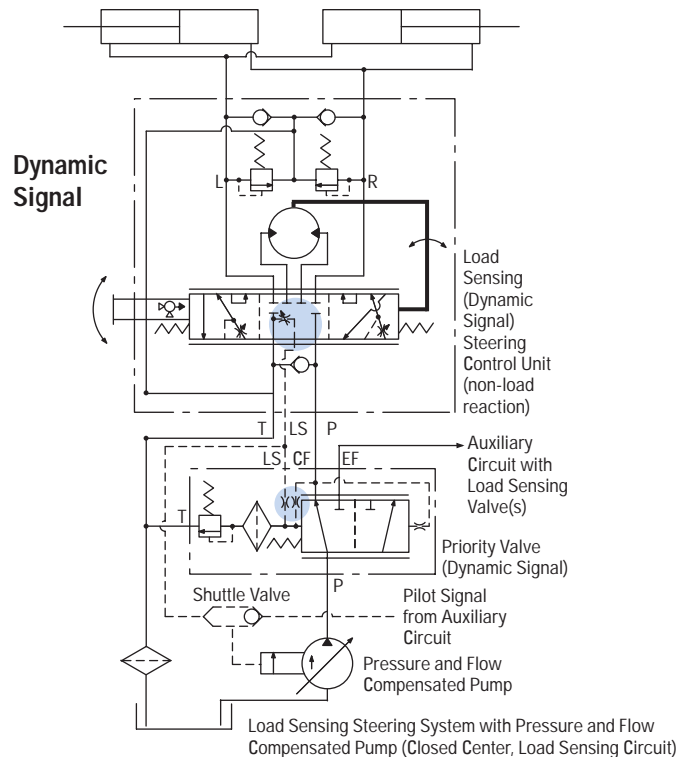 Dynamic
Signal
L
R
Load
Sensing
(Dynamic
Signal)
Steering
Control Unit
(non-load
reaction)
T
LS
P
LS
CF
EF
Auxiliary
Circuit with
Load Sensing
Valve(s)
T
Priority Valve
(Dynamic Signal)
P
Shuttle Valve
Pilot Signal
from Auxiliary
Circuit
Pressure and Flow
Compensated Pump
Load Sensing Steering System with Pressure and Flow
Compensated Pump (Closed Center, Load Sensing Circuit)